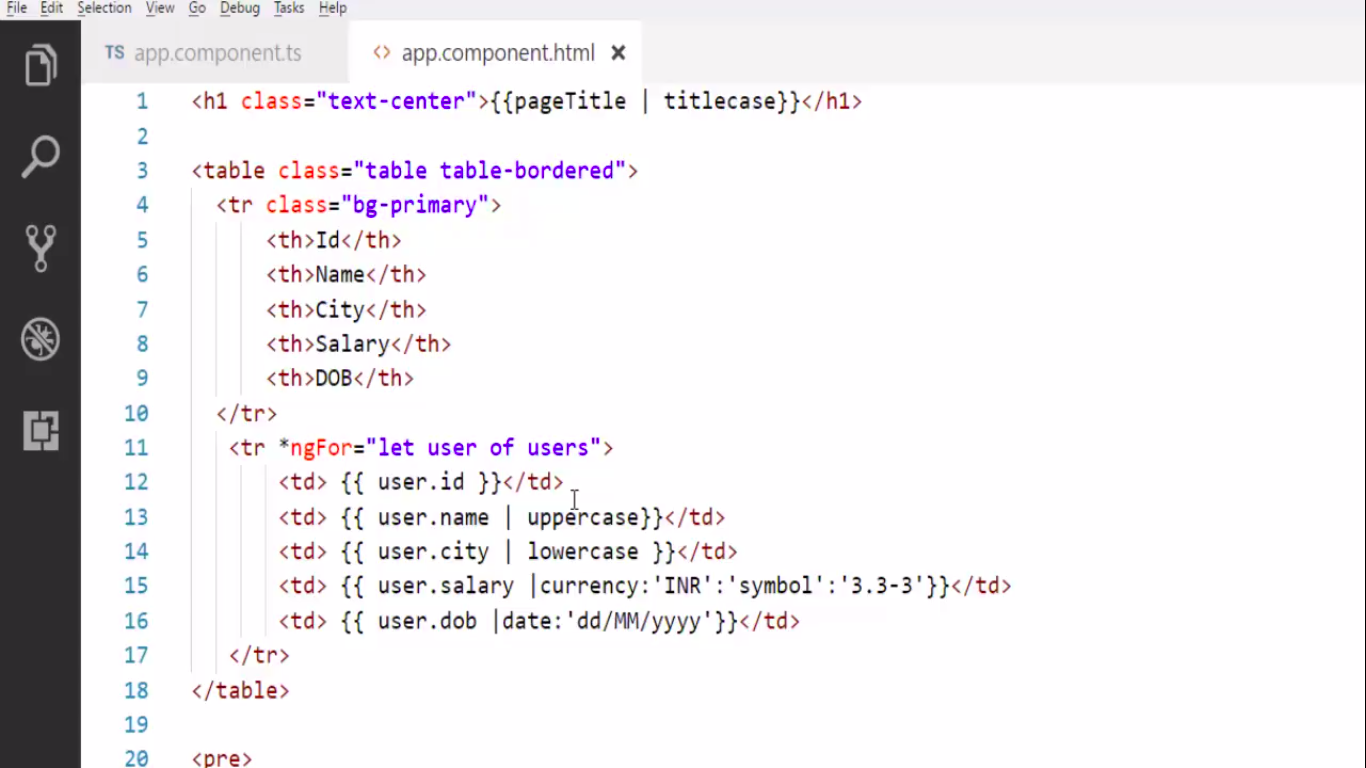 File Edit Selection View Go Debug Tasks Help
TS app.component.ts <> app.component.html ×
1 <h1 class="text-center">{{pageTitle | titlecase}}</h1>
2
3 <table class="table table-bordered">
4 <tr class="bg-primary">
5 <th>Id</th>
6 <th>Name</th>
7 <th>City</th>
8 <th>Salary</th>
9 <th>DOB</th>
10 </tr>
11 <tr *ngFor="let user of users">
12 <td> {{ user.id }}</td>
13 <td> {{ user.name | uppercase}}</td>
14 <td> {{ user.city | lowercase }}</td>
15 <td> {{ user.salary |currency:'INR':'symbol':'3.3-3'}}</td>
16 <td> {{ user.dob |date:'dd/MM/yyyy'}}</td>
17 </tr>
18 </table>
19
20 <pre>